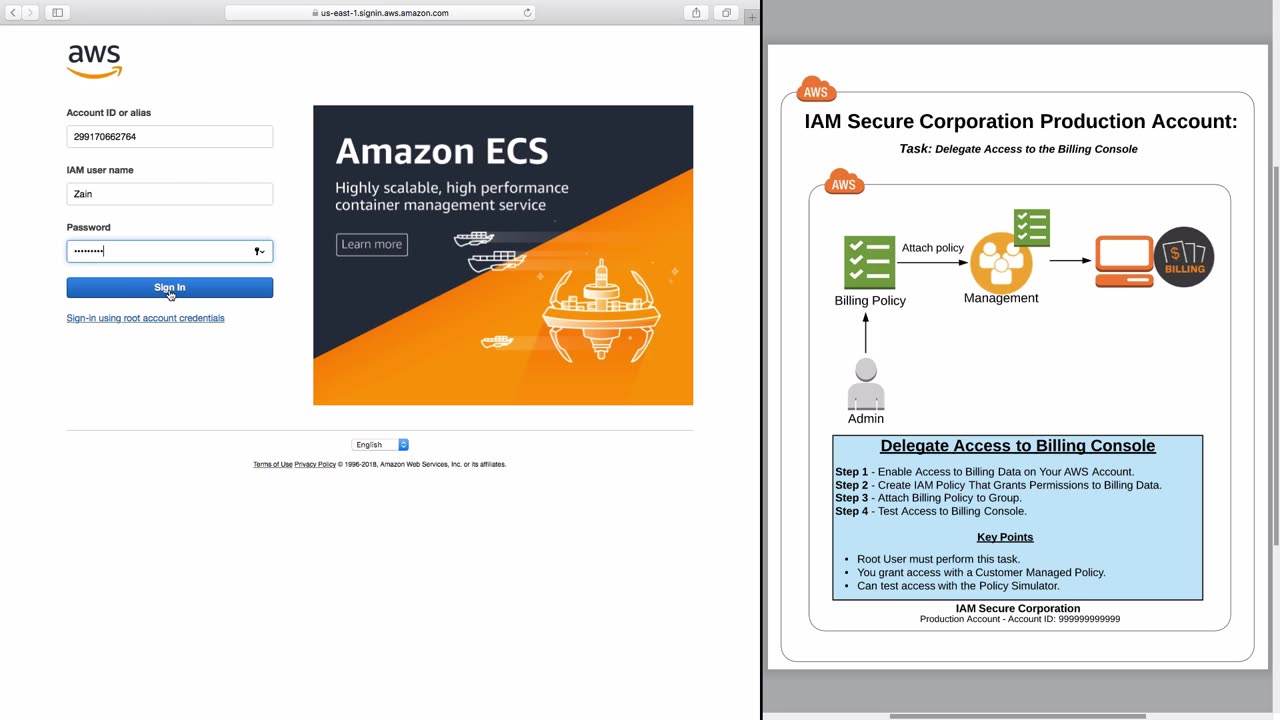 us-east-1.signin.aws.amazon.com
aws
Account ID or alias
299170662764
IAM user name
Zain
Password
•••••••••
Sign In
Sign-in using root account credentials
Amazon ECS
Highly scalable, high performance
container management service
Learn more
English
Terms of Use Privacy Policy © 1996-2018, Amazon Web Services, Inc. or its affiliates.
AWS
IAM Secure Corporation Production Account:
Task: Delegate Access to the Billing Console
AWS
Attach policy
BILLING
Billing Policy
Management
Admin
Delegate Access to Billing Console
Step 1 - Enable Access to Billing Data on Your AWS Account.
Step 2 - Create IAM Policy That Grants Permissions to Billing Data.
Step 3 - Attach Billing Policy to Group.
Step 4 - Test Access to Billing Console.
Key Points
• Root User must perform this task.
• You grant access with a Customer Managed Policy.
• Can test access with the Policy Simulator.
IAM Secure Corporation
Production Account - Account ID: 999999999999